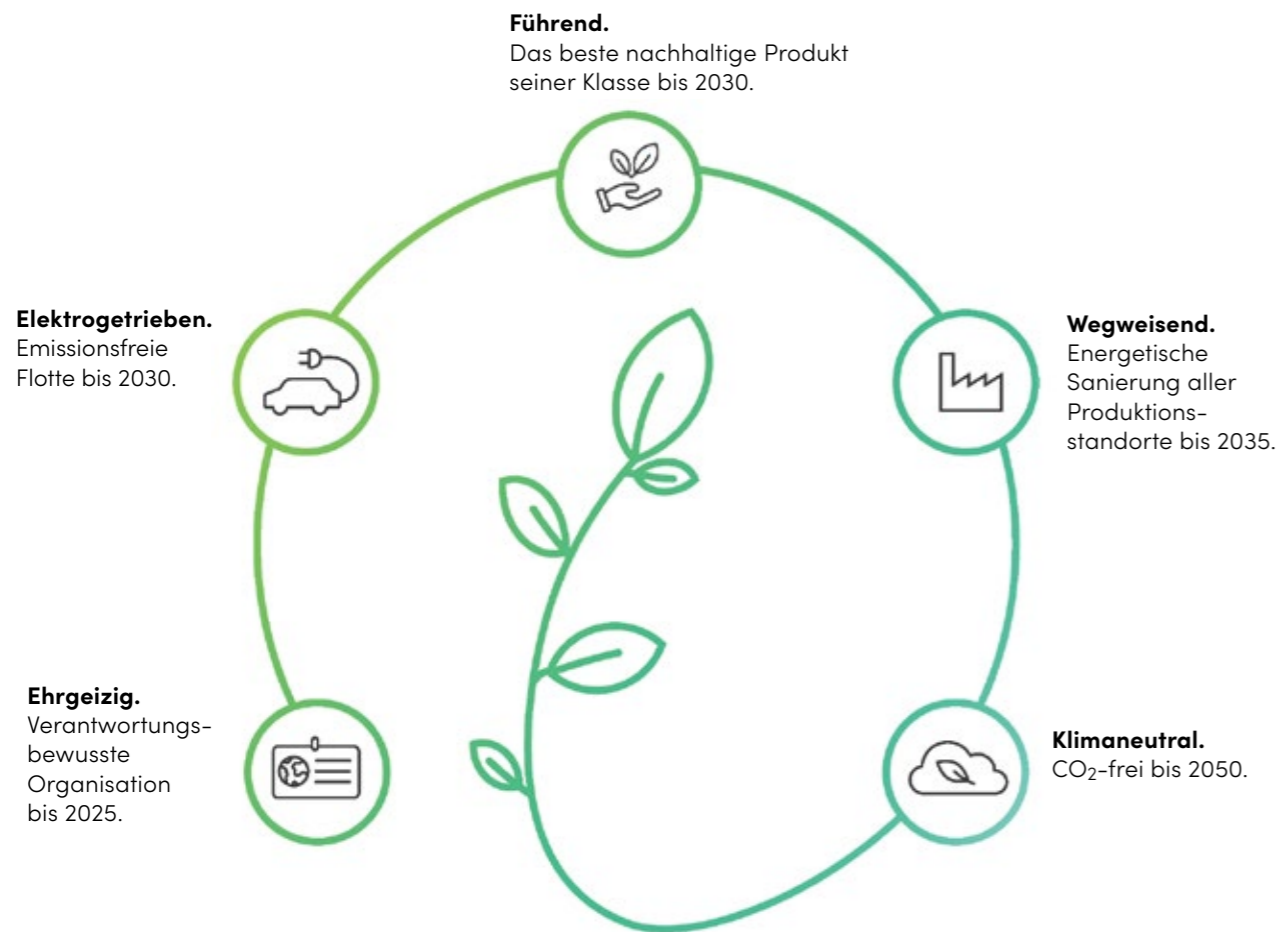 Führend.
Das beste nachhaltige Produkt
seiner Klasse bis 2030.
Elektrogetrieben.
Emissionsfreie
Flotte bis 2030.
Wegweisend.
Energetische
Sanierung aller
Produktions-
standorte bis 2035.
Ehrgeizig.
Verantwortungs-
bewusste
Organisation
bis 2025.
Klimaneutral.
CO₂-frei bis 2050.